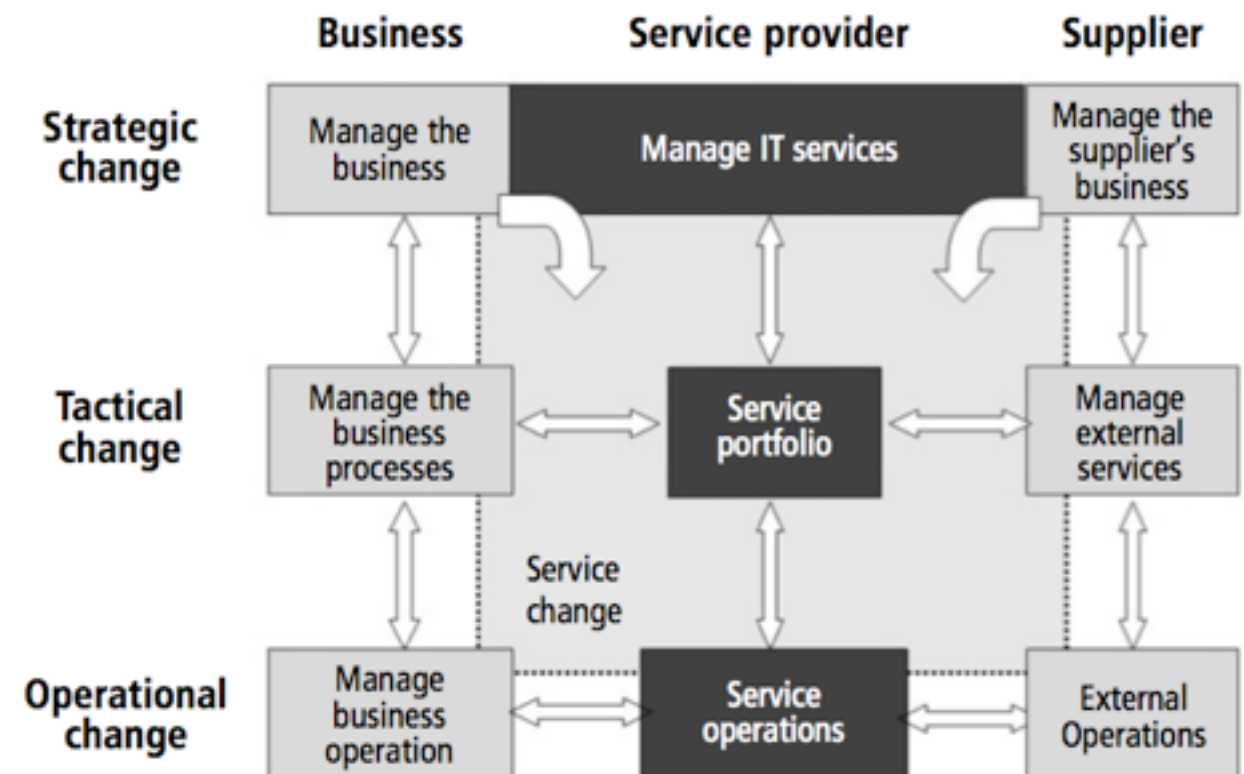 Business
Service provider
Supplier
Strategic
change
Manage the
business
Manage IT services
Manage the
supplier's
business
Tactical
change
Manage the
business
processes
Service
portfolio
Manage
external
services
Service
change
Operational
change
Manage
business
operation
Service
operations
External
Operations